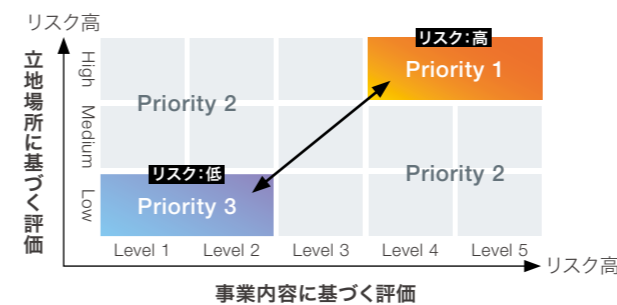 リスク高
立地場所に基づく評価
High
Medium
Low
リスク:高
Priority 1
Priority 2
リスク:低
Priority 3
Priority 2
Level 1
Level 2
Level 3
Level 4
Level 5
リスク高
事業内容に基づく評価